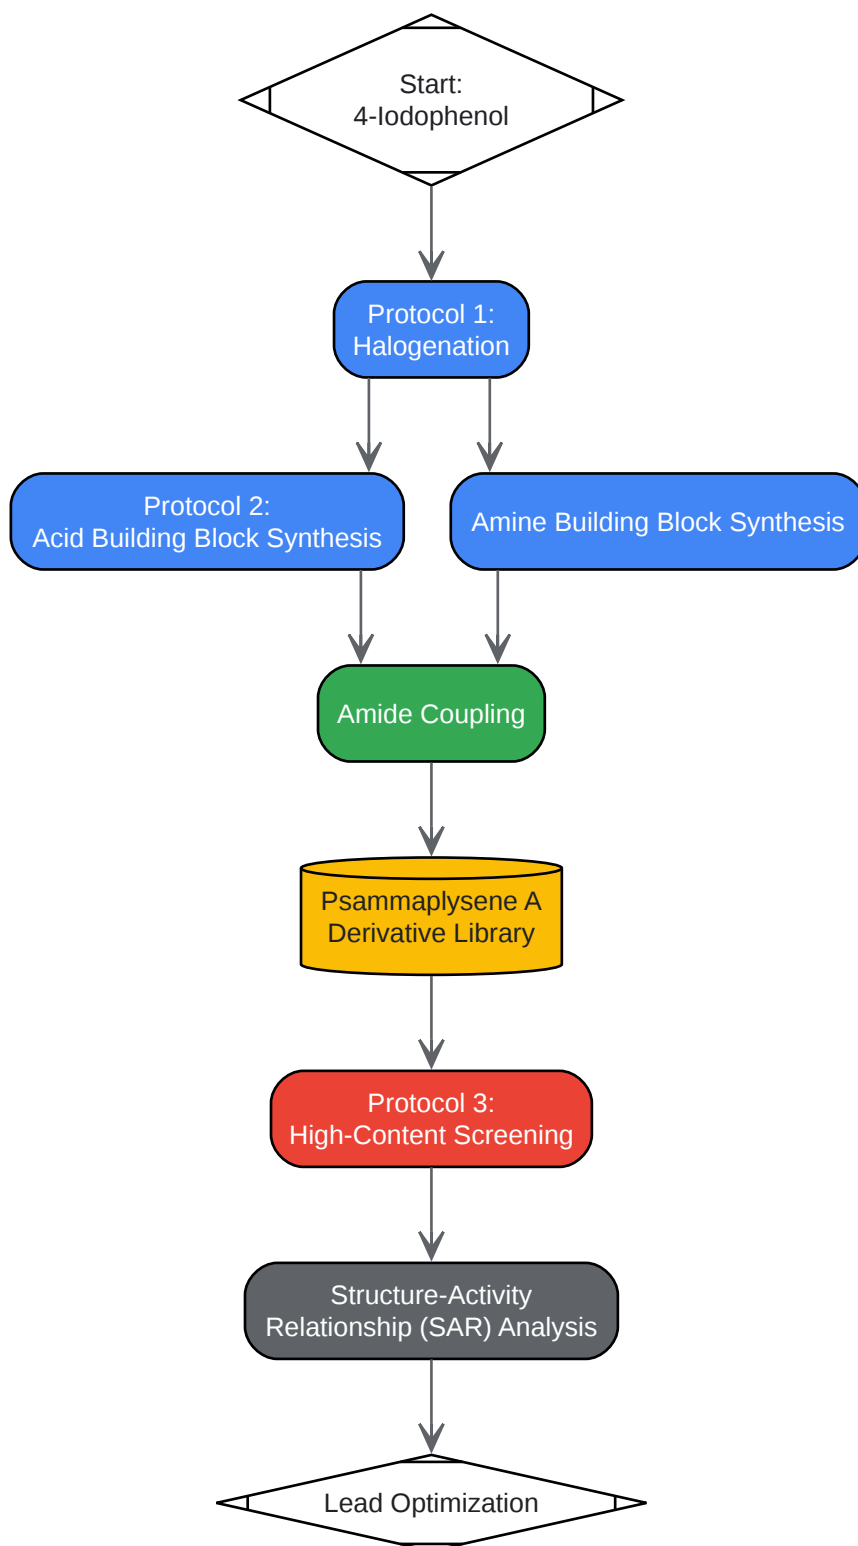 Start:
4-Iodophenol
Protocol 1:
Halogenation
Protocol 2:
Acid Building Block Synthesis
Amine Building Block Synthesis
Amide Coupling
Psammaplysene A
Derivative Library
Protocol 3:
High-Content Screening
Structure-Activity
Relationship (SAR) Analysis
Lead Optimization